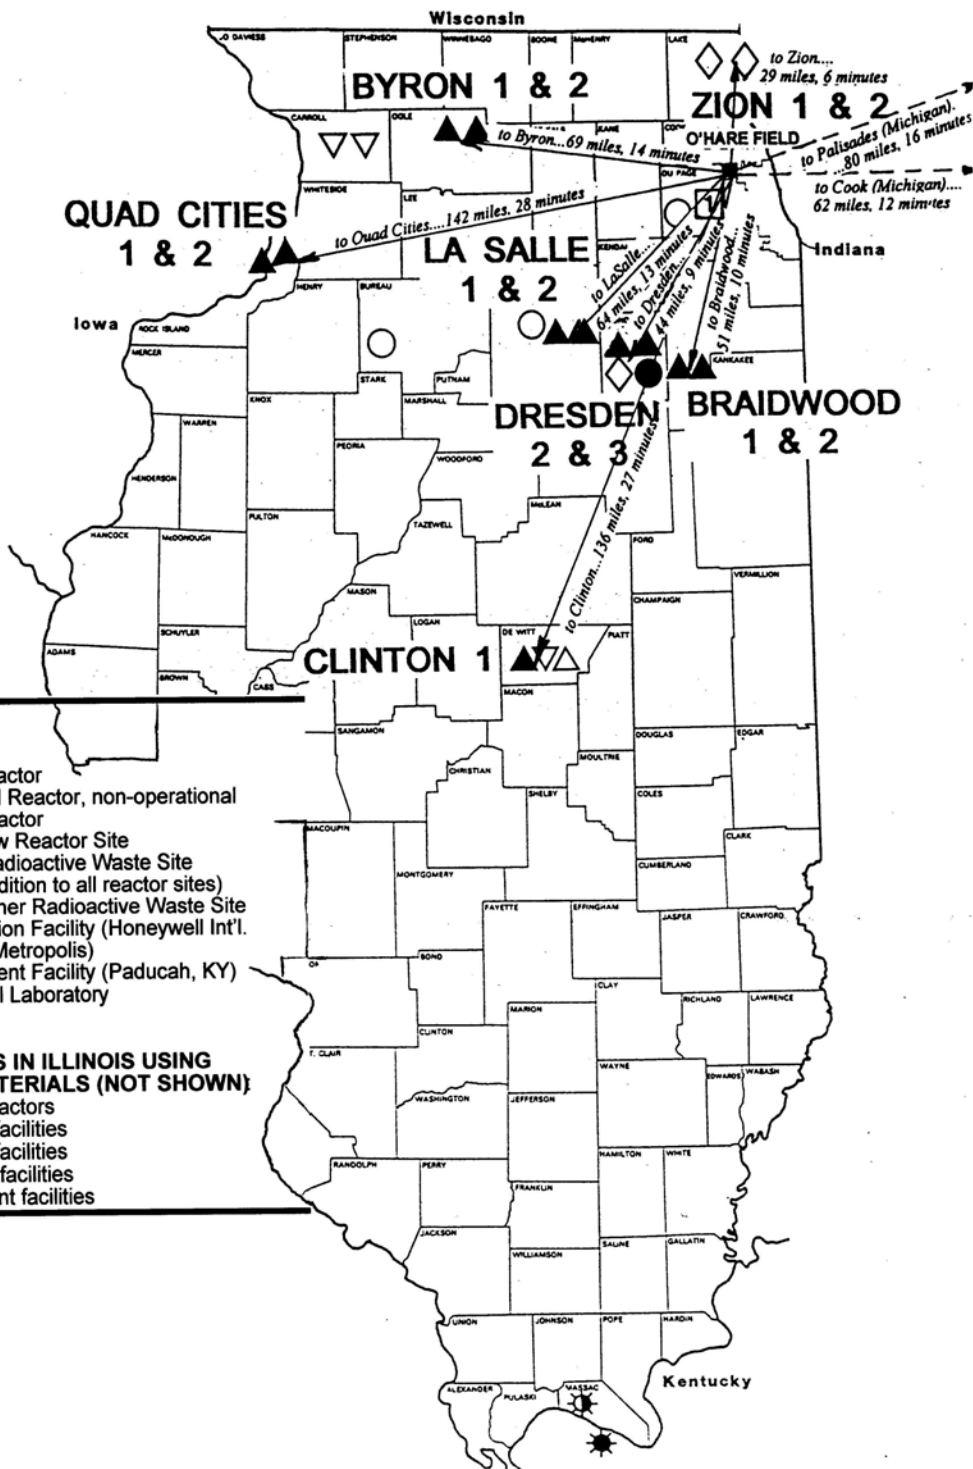 Wisconsin
JO DAVIESS
STEPHENSON
WINNEBAGO
BOONE
McHENRY
LAKE
to Zion....
29 miles, 6 minutes
BYRON 1 & 2
ZION 1 & 2
O'HARE FIELD
CARROLL
OGLE
KANE
to Byron...69 miles, 14 minutes
to Palisades (Michigan).
...80 miles, 16 minutes
DU PAGE
to Cook (Michigan)....
62 miles, 12 minutes
WHITESIDE
LEE
1
QUAD CITIES
1 & 2
to Quad Cities....142 miles, 28 minutes
LA SALLE
1 & 2
KENDALL
Indiana
to LaSalle...
64 miles, 13 minutes
to Dresden...
44 miles, 9 minutes
to Braidwood...
51 miles, 10 minutes
HENRY
BUREAU
Iowa
ROCK ISLAND
MERCER
KANKAKEE
STARK
PUTNAM
KNOX
MARSHALL
DRESDEN
2 & 3
BRAIDWOOD
1 & 2
WARREN
PEORIA
WOODFORD
HENDERSON
to Clinton...136 miles, 27 minutes
McLEAN
FULTON
TAZEWELL
HANCOCK
McDONOUGH
FORD
VERMILLION
MASON
CHAMPAIGN
LOGAN
DE WITT
PIATT
SCHUYLER
ADAMS
CLINTON 1
BROWN
CASS
MACON
SANGAMON
DOUGLAS
EDGAR
CHRISTIAN
MOULTRIE
actor
l Reactor, non-operational
actor
w Reactor Site
adioactive Waste Site
dition to all reactor sites)
ner Radioactive Waste Site
ion Facility (Honeywell Int'l.
Metropolis)
ent Facility (Paducah, KY)
l Laboratory
SHELBY
COLES
MACOUPIN
CLARK
MONTGOMERY
CUMBERLAND
FAYETTE
EFFINGHAM
JASPER
CRAWFORD
BOND
CLAY
RICHLAND
LAWRENCE
MARION
CLINTON
T. CLAIR
WAYNE
EDWARDS
WABASH
S IN ILLINOIS USING
TERIALS (NOT SHOWN):
actors
facilities
facilities
facilities
nt facilities
WASHINGTON
JEFFERSON
HAMILTON
WHITE
RANDOLPH
PERRY
FRANKLIN
JACKSON
WILLIAMSON
SALINE
GALLATIN
UNION
JOHNSON
POPE
HARDIN
Kentucky
ALEXANDER
PULASKI
MASSAC